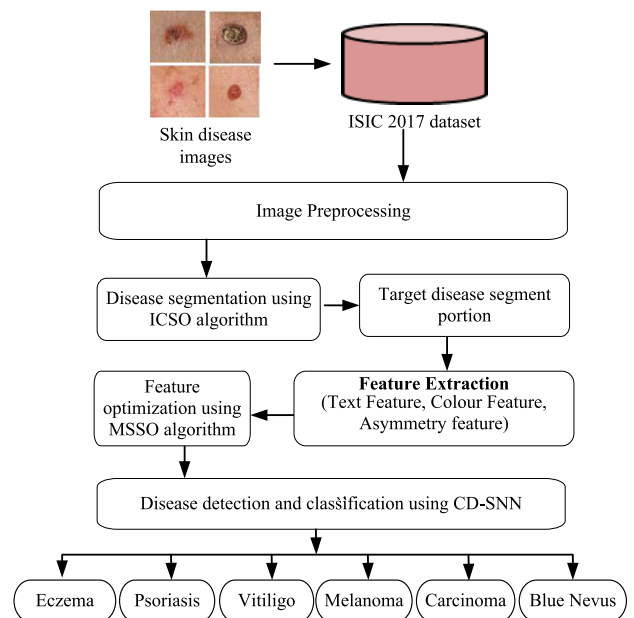 Skin disease
images
ISIC 2017 dataset
Image Preprocessing
Disease segmentation using
ICSO algorithm
Target disease segment
portion
Feature
optimization using
MSSO algorithm
Feature Extraction
(Text Feature, Colour Feature,
Asymmetry feature)
Disease detection and classification using CD-SNN
Eczema
Psoriasis
Vitiligo
Melanoma
Carcinoma
Blue Nevus